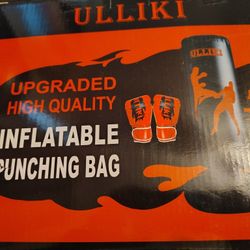 ULLIKI
ULLIKI
UPGRADED
HIGH QUALITY
INFLATABLE
PUNCHING BAG